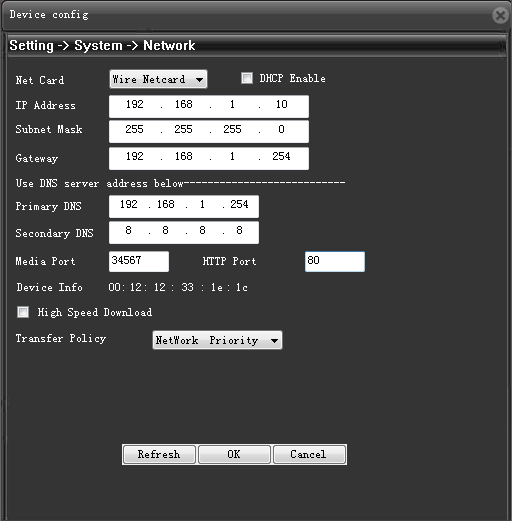 Device config
Setting -> System -> Network
Net Card Wire Netcard DHCP Enable
IP Address 192 . 168 . 1 . 10
Subnet Mask 255 . 255 . 255 . 0
Gateway 192 . 168 . 1 . 254
Use DNS server address below---------------------------
Primary DNS 192 . 168 . 1 . 254
Secondary DNS 8 . 8 . 8 . 8
Media Port 34567 HTTP Port 80
Device Info 00: 12: 12: 33 : 1e: 1c
High Speed Download
Transfer Policy NetWork Priority
Refresh OK Cancel